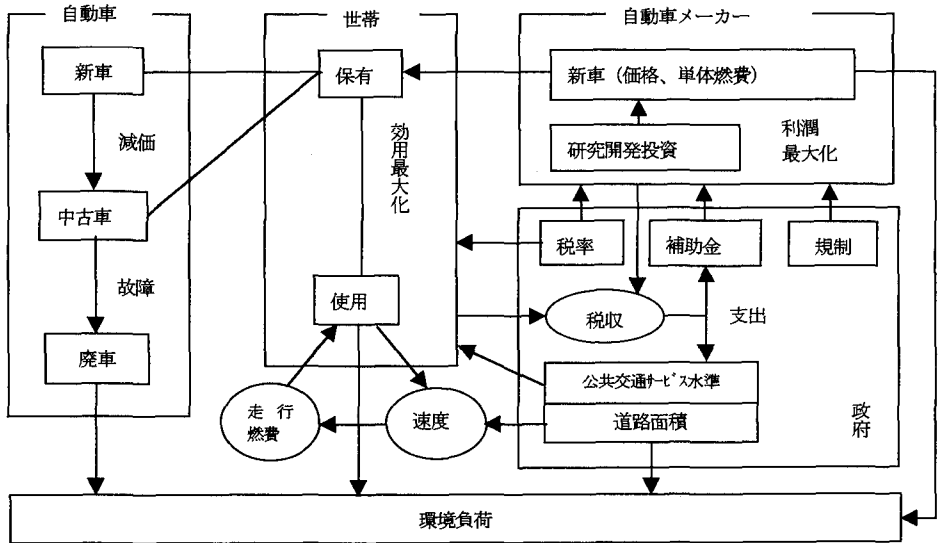 自動車
新車
減価
中古車
故障
廃車
世帯
保有
効用最大化
使用
走 行
燃費
速度
自動車メーカー
新車（価格、単体燃費）
研究開発投資
利潤
最大化
税率
補助金
規制
税収
支出
公共交通ｻｰﾋﾞｽ水準
道路面積
政府
環境負荷